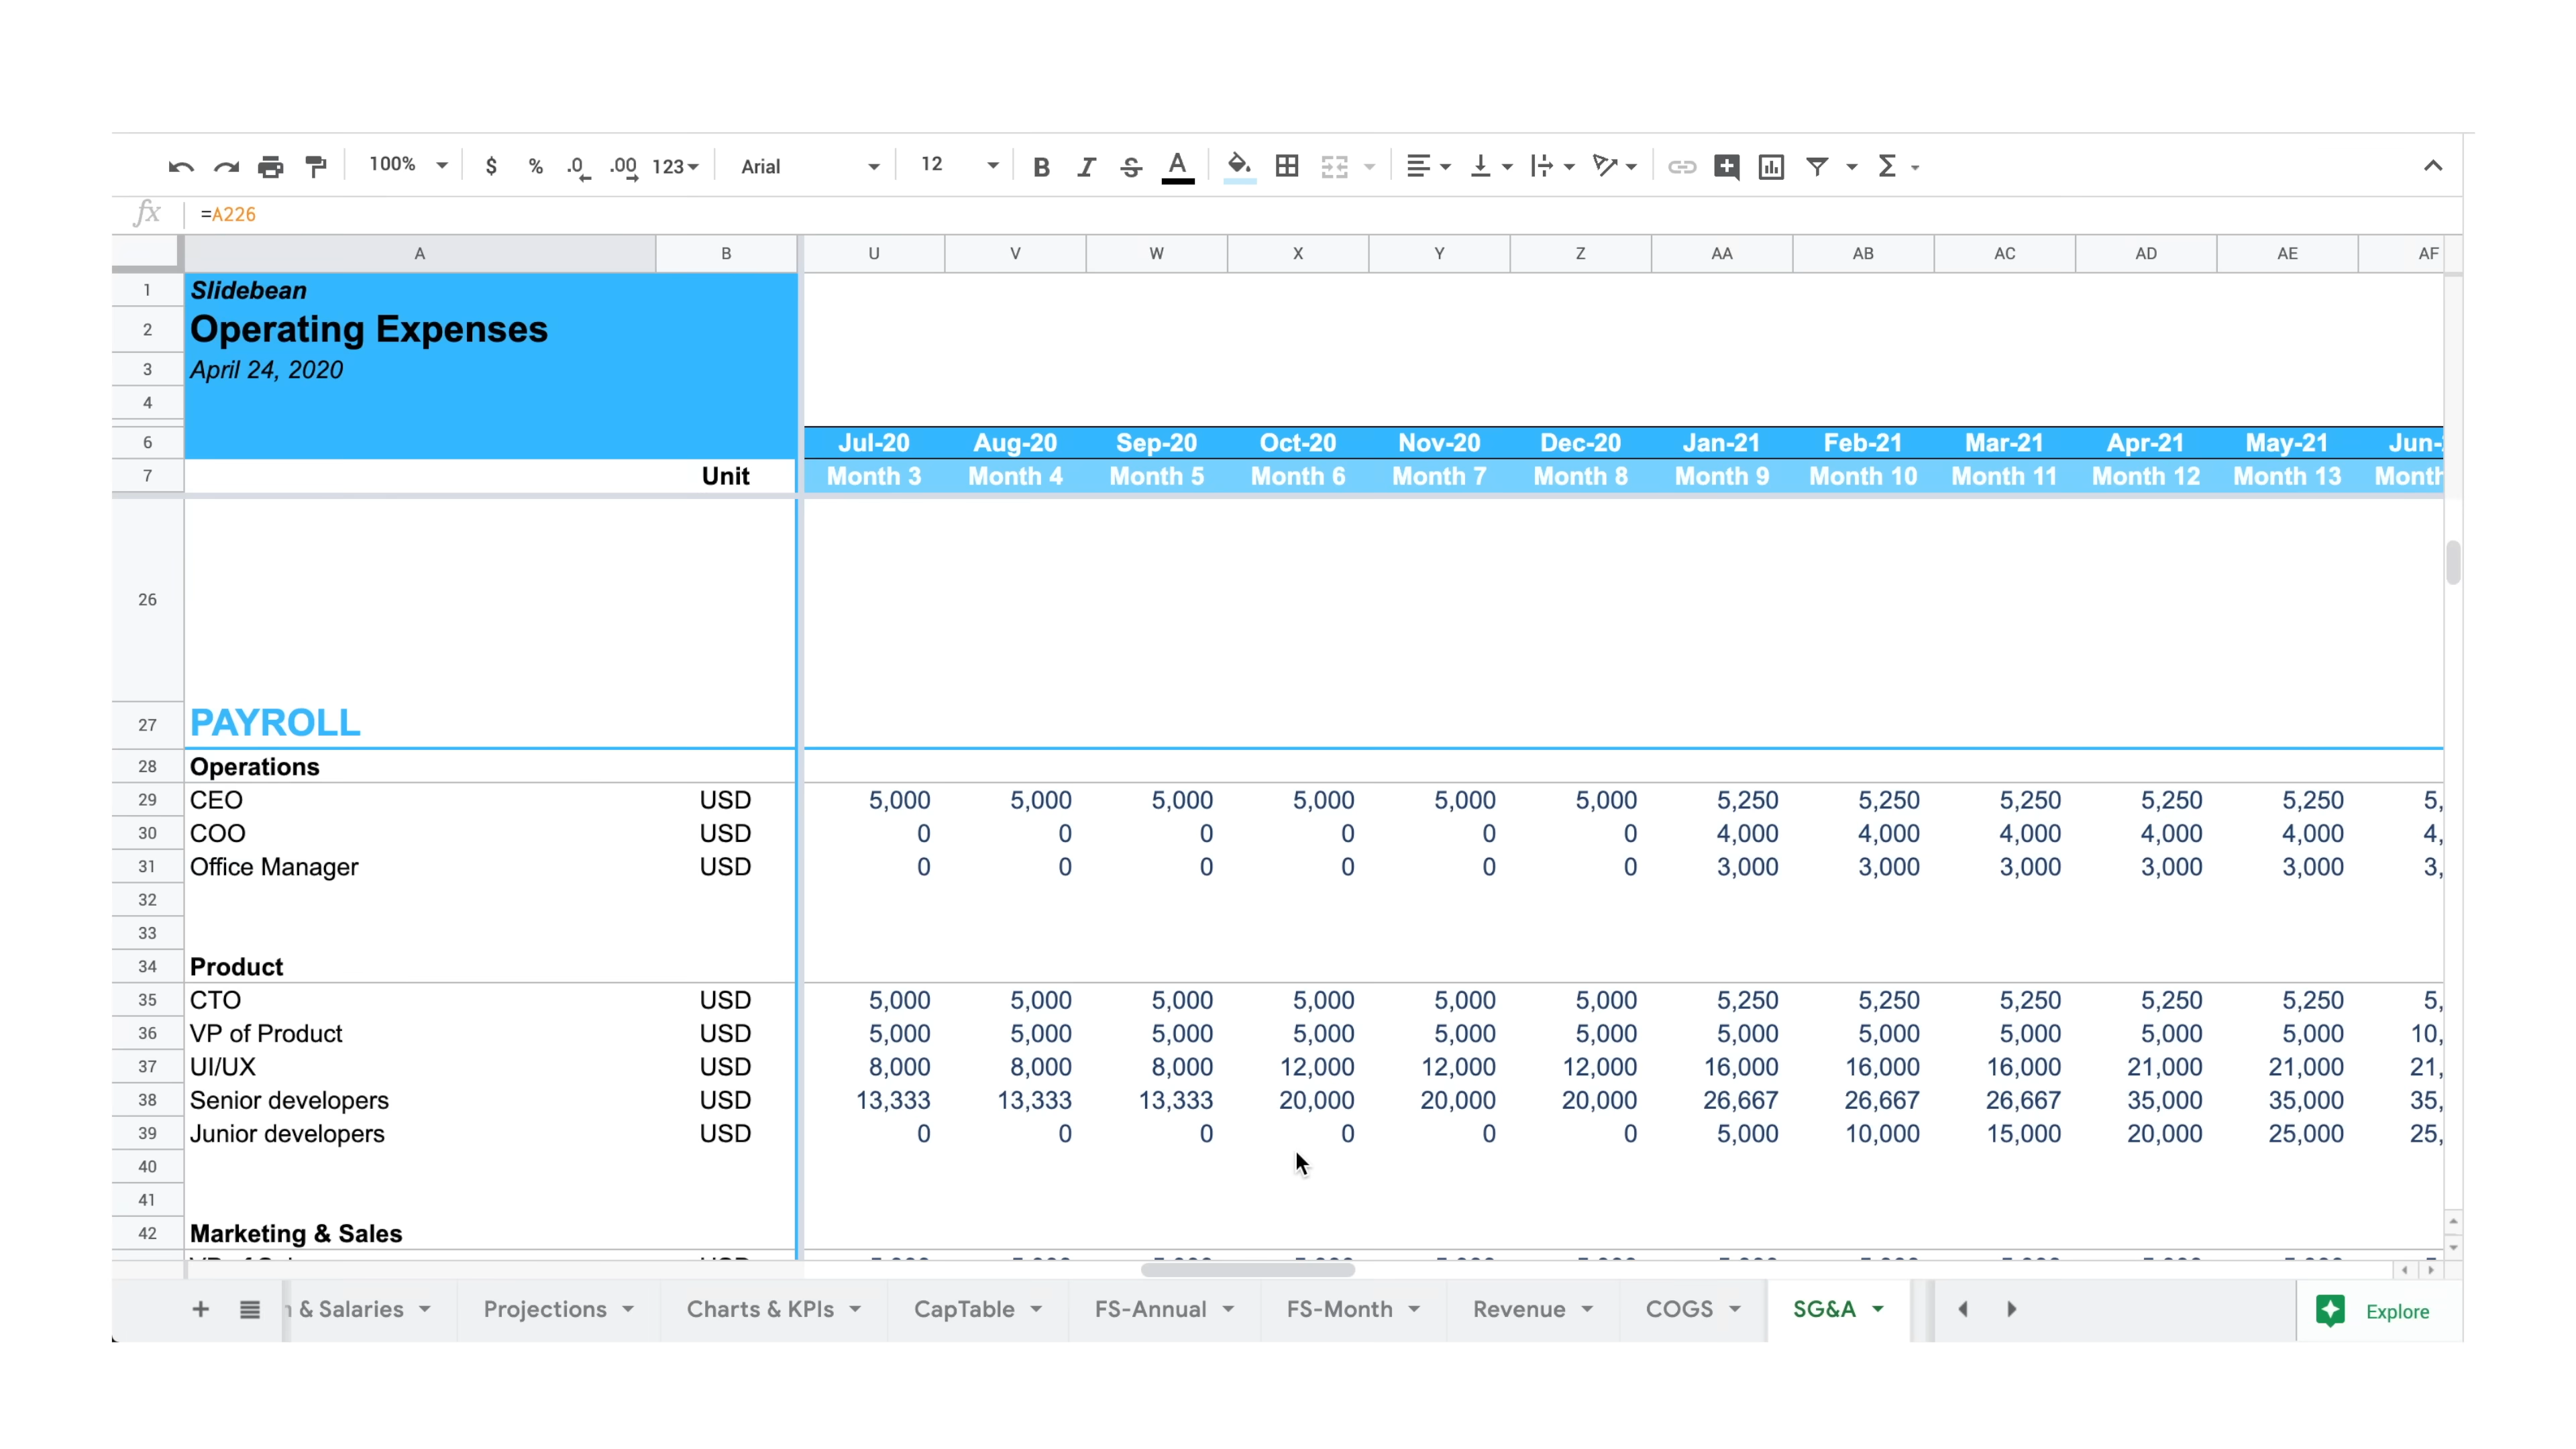 100% $ % .0 .00 123 Arial 12 B I S A Σ
fx =A226
A B U V W X Y Z AA AB AC AD AE AF
1 Slidebean
2 Operating Expenses
3 April 24, 2020
4
6 Jul-20 Aug-20 Sep-20 Oct-20 Nov-20 Dec-20 Jan-21 Feb-21 Mar-21 Apr-21 May-21 Jun-
7 Unit Month 3 Month 4 Month 5 Month 6 Month 7 Month 8 Month 9 Month 10 Month 11 Month 12 Month 13 Month
26
27 PAYROLL
28 Operations
29 CEO USD 5,000 5,000 5,000 5,000 5,000 5,000 5,250 5,250 5,250 5,250 5,250 5,
30 COO USD 0 0 0 0 0 0 4,000 4,000 4,000 4,000 4,000 4,
31 Office Manager USD 0 0 0 0 0 0 3,000 3,000 3,000 3,000 3,000 3,
32
33
34 Product
35 CTO USD 5,000 5,000 5,000 5,000 5,000 5,000 5,250 5,250 5,250 5,250 5,250 5,
36 VP of Product USD 5,000 5,000 5,000 5,000 5,000 5,000 5,000 5,000 5,000 5,000 5,000 10,
37 UI/UX USD 8,000 8,000 8,000 12,000 12,000 12,000 16,000 16,000 16,000 21,000 21,000 21,
38 Senior developers USD 13,333 13,333 13,333 20,000 20,000 20,000 26,667 26,667 26,667 35,000 35,000 35,
39 Junior developers USD 0 0 0 0 0 0 5,000 10,000 15,000 20,000 25,000 25,
40
41
42 Marketing & Sales
& Salaries Projections Charts & KPIs CapTable FS-Annual FS-Month Revenue COGS SG&A Explore